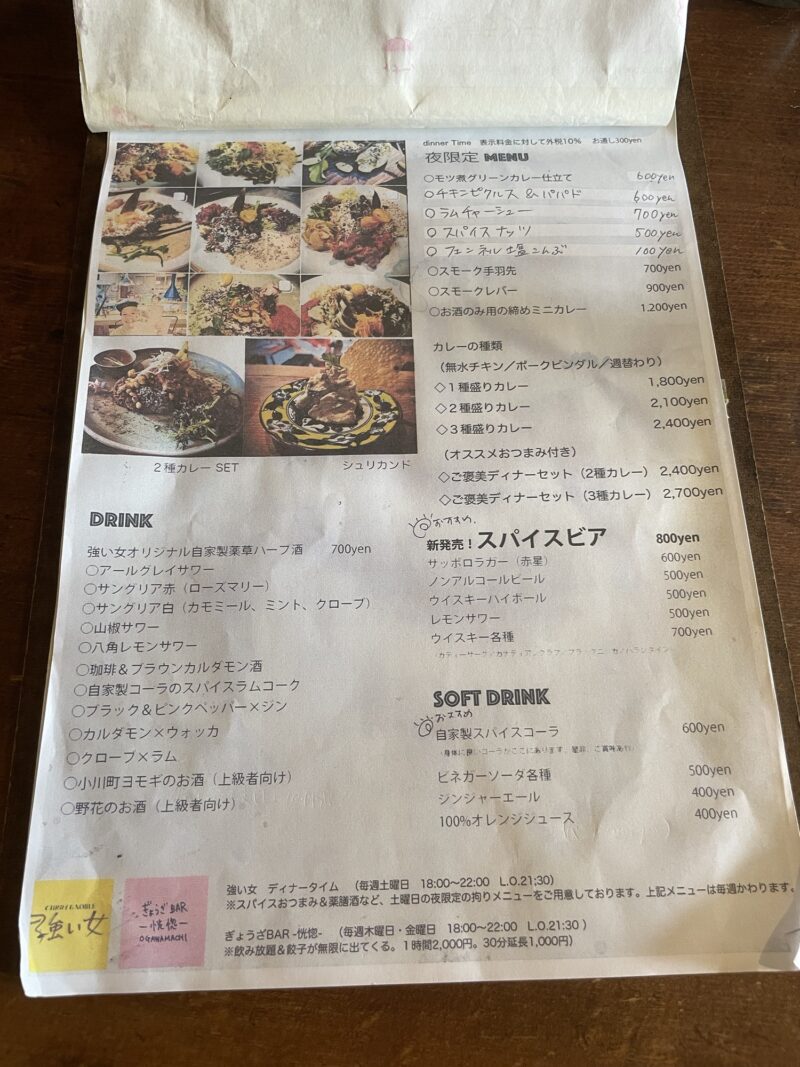 dinner Time 表示料金に対して外税10% お通し300yen
夜限定 MENU
○モツ煮グリーンカレー仕立て 600yen
○チキンピクルス &パパド 600yen
○ラムチャーシュー 700yen
○スパイスナッツ 500yen
○フェンネル塩こんぶ 100yen
○スモーク手羽先 700yen
○スモークレバー 900yen
○お酒のみ用の締めミニカレー 1.200yen
カレーの種類
(無水チキン/ポークビンダル/週替わり)
◇1種盛りカレー 1,800yen
◇2種盛りカレー 2,100yen
◇3種盛りカレー 2,400yen
(オススメおつまみ付き)
◇ご褒美ディナーセット(2種カレー) 2,400yen
◇ご褒美ディナーセット(3種カレー) 2,700yen
2種カレー SET シュリカンド
DRINK
強い女オリジナル自家製薬草ハーブ酒 700yen
○アールグレイサワー
○サングリア赤(ローズマリー)
○サングリア白(カモミール、ミント、クローブ)
○山椒サワー
○八角レモンサワー
○珈琲&ブラウンカルダモン酒
○自家製コーラのスパイスラムコーク
○ブラック&ピンクペッパー×ジン
○カルダモン×ウォッカ
○クローブ×ラム
○小川町ヨモギのお酒(上級者向け)
○野花のお酒(上級者向け)
おすすめ.
新発売!スパイスビア 800yen
サッポロラガー(赤星) 600yen
ノンアルコールビール 500yen
ウイスキーハイボール 500yen
レモンサワー 500yen
ウイスキー各種 700yen
SOFT DRINK
おすすめ
自家製スパイスコーラ 600yen
(身体に良いコーラがここにあります。是非、ご賞味あれ)
ビネガーソーダ各種 500yen
ジンジャーエール 400yen
100%オレンジジュース 400yen
CURRY & NOBLE
強い女
ぎょうざBAR
-恍惚-
OGAWAMACHI
強い女 ディナータイム (毎週土曜日 18:00〜22:00 L.O.21;30)
※スパイスおつまみ&薬膳酒など、土曜日の夜限定の拘りメニューをご用意しております。上記メニューは毎週かわります。
ぎょうざBAR -恍惚- (毎週木曜日・金曜日 18:00〜22:00 L.O.21:30 )
※飲み放題&餃子が無限に出てくる。1時間2,000円。30分延長1,000円)